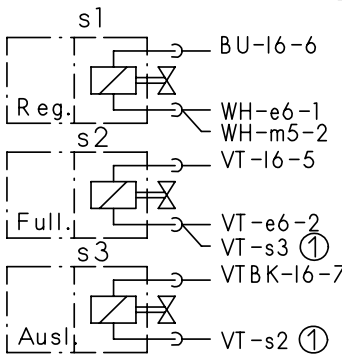 s1
BU-16-6
Reg.
WH-e6-1
WH-m5-2
s2
VT-16-5
Full.
VT-e6-2
VT-s3 ①
s3
VTBK-16-7
Ausl.
VT-s2 ①